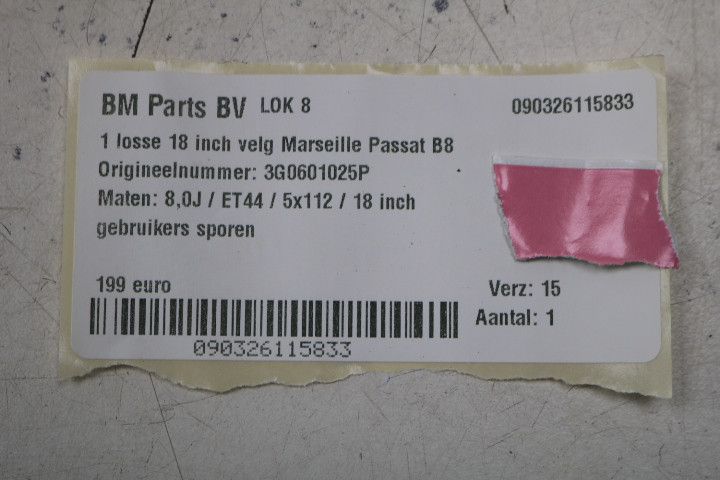 BM Parts BV LOK 8 090326115833
1 losse 18 inch velg Marseille Passat B8
Origineelnummer: 3G0601025P
Maten: 8,0J / ET44 / 5x112 / 18 inch
gebruikers sporen
199 euro Verz: 15
Aantal: 1
090326115833